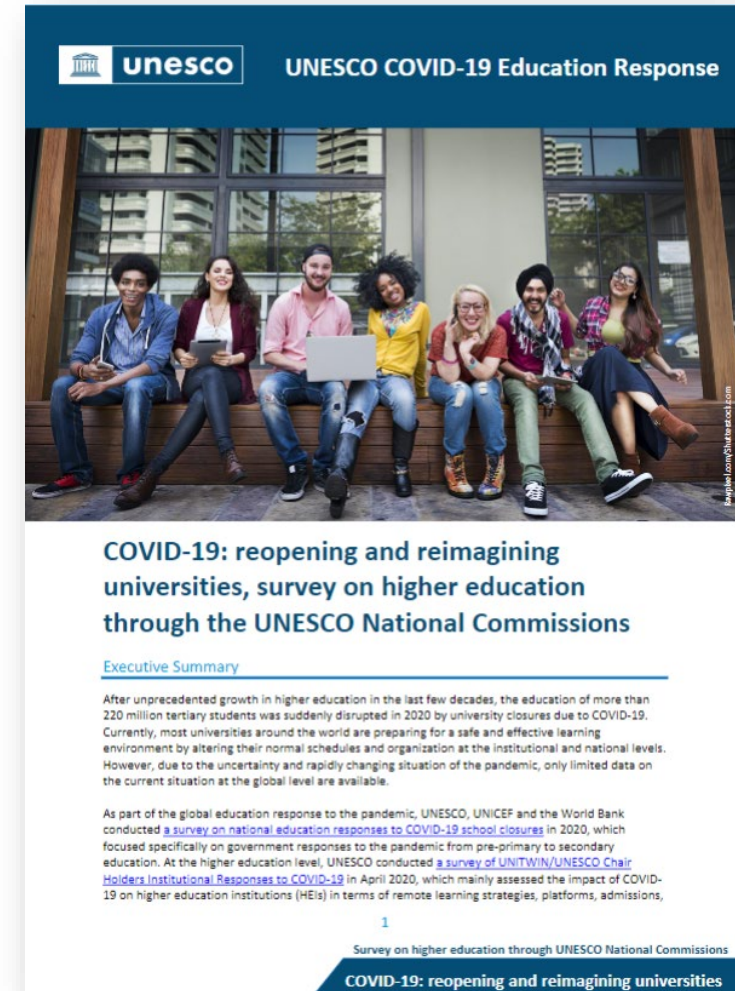 unesco
UNESCO COVID-19 Education Response
Rawpixel.com/Shutterstock.com
COVID-19: reopening and reimagining
universities, survey on higher education
through the UNESCO National Commissions
Executive Summary
After unprecedented growth in higher education in the last few decades, the education of more than
220 million tertiary students was suddenly disrupted in 2020 by university closures due to COVID-19.
Currently, most universities around the world are preparing for a safe and effective learning
environment by altering their normal schedules and organization at the institutional and national levels.
However, due to the uncertainty and rapidly changing situation of the pandemic, only limited data on
the current situation at the global level are available.
As part of the global education response to the pandemic, UNESCO, UNICEF and the World Bank
conducted a survey on national education responses to COVID-19 school closures in 2020, which
focused specifically on government responses to the pandemic from pre-primary to secondary
education. At the higher education level, UNESCO conducted a survey of UNITWIN/UNESCO Chair
Holders Institutional Responses to COVID-19 in April 2020, which mainly assessed the impact of COVID-
19 on higher education institutions (HEIs) in terms of remote learning strategies, platforms, admissions,
1
Survey on higher education through UNESCO National Commissions
COVID-19: reopening and reimagining universities